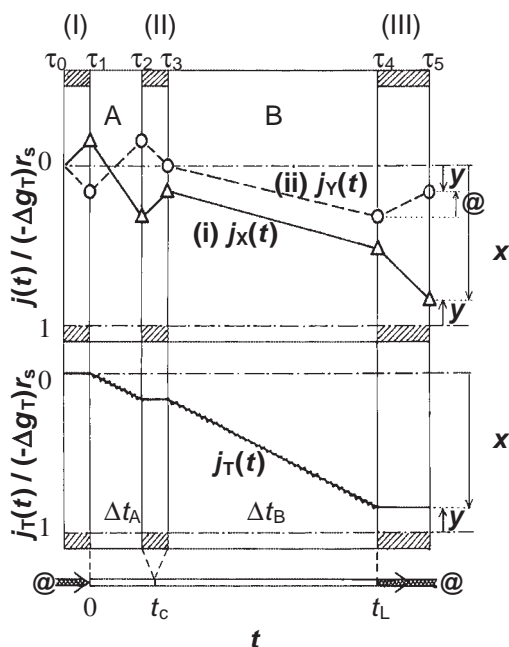 (I) (II) (III)
τ0 τ1 τ2 τ3 τ4 τ5
A B
0
y
@
(ii) jY(t)
(i) jX(t)
x
y
1
j(t) / (-ΔgT)rs
0
x
jT(t)
y
ΔtA ΔtB
1
jT(t) / (-ΔgT)rs
@ @
0 tc tL
t